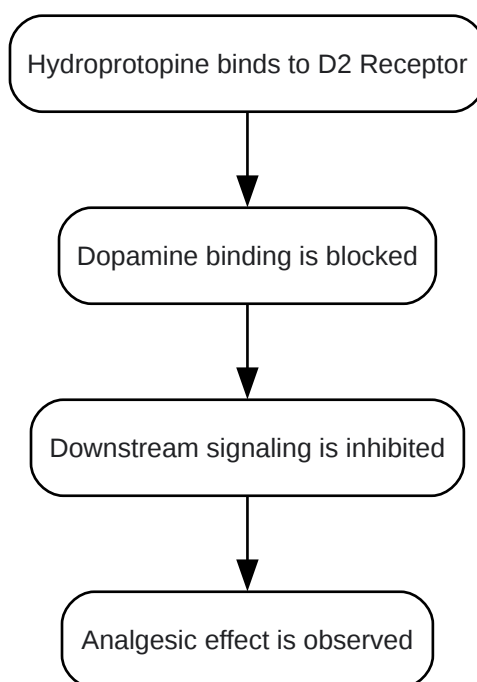 Hydroprotopine binds to D2 Receptor
Dopamine binding is blocked
Downstream signaling is inhibited
Analgesic effect is observed